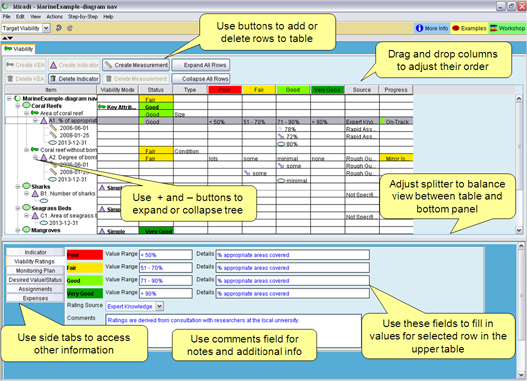 Miradi - MarineExample-diagram nav
File Edit View Actions Step-by-Step Help
Target Viability
More Info Examples Workshop
Viability
Use buttons to add or
delete rows to table
Create KEA Create Indicator Create Measurement Expand All Rows
Delete KEA Delete Indicator Delete Measurement Collapse All Rows
Drag and drop columns
to adjust their order
Item Viability Mode Status Type Poor Fair Good Very Good Source Progress
MarineExample-diagram nav Fair
Coral Reefs Key Attrib... Good
Area of coral reef Good Size
A1. % of appropriat Good < 50% 51 - 70% 71 - 90% > 90% Expert Kno... On-Track
2006-06-01 78% Rapid Ass...
2008-01-25 72% Rapid Ass...
2013-12-31 80%
Coral reef without bom Fair Condition
A2. Degree of bom Fair lots some minimal none Rough Gu... Minor Is...
some Rough Gu...
some Rough Gu...
minimal
Sharks Simple
B1. Number of sharks Not Specifi...
Seagrass Beds Simple
C1. Area of seagrass b Not Specifi...
2013-12-31
Mangroves Simple
Use + and – buttons to
expand or collapse tree
Adjust splitter to balance
view between table and
bottom panel
Indicator
Viability Ratings
Monitoring Plan
Desired Value/Status
Assignments
Expenses
Poor Value Range < 50% Details % appropriate areas covered
Fair Value Range 51 - 70% Details % appropriate areas covered
Good Value Range 71 - 90% Details % appropriate areas covered
Very Good Value Range > 90% Details % appropriate areas covered
Rating Source Expert Knowledge
Comments Ratings are derived from consultation with researchers at the local university.
Use side tabs to access
other information
Use comments field for
notes and additional info
Use these fields to fill in
values for selected row in the
upper table